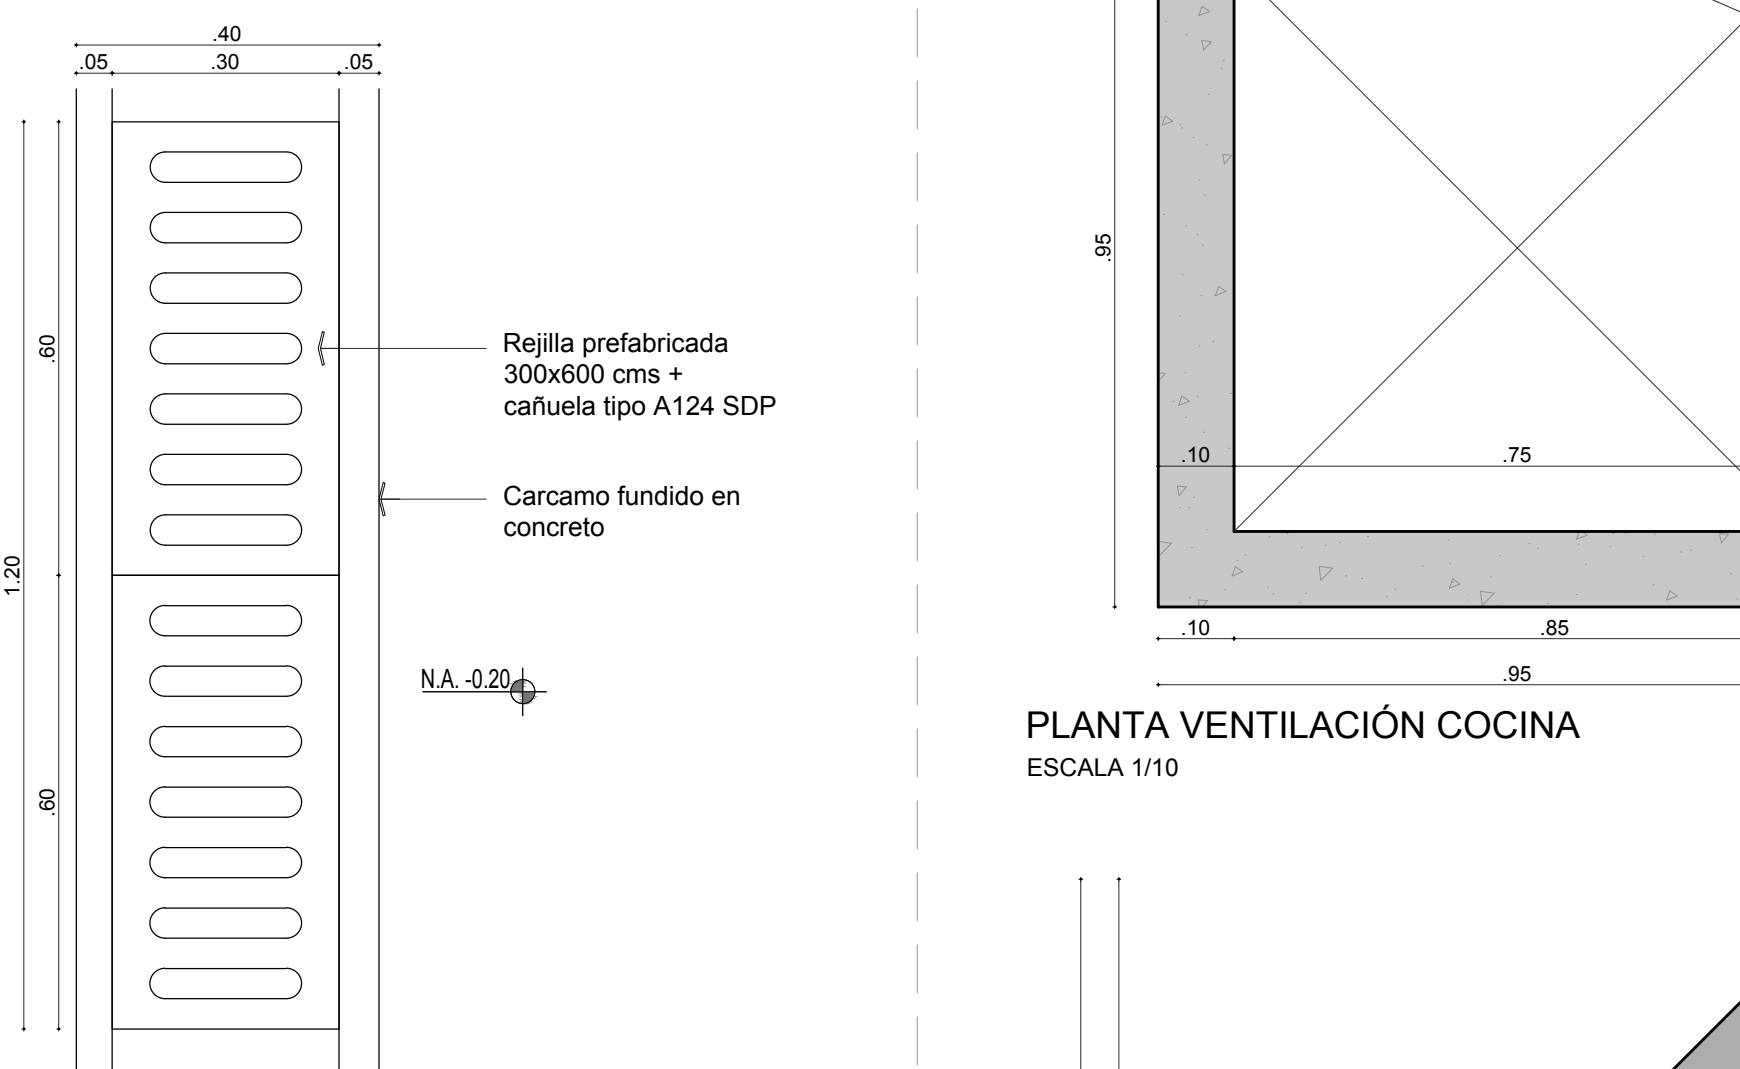 .40
.05
.30
.05
.60
1.20
.60
Rejilla prefabricada
300x600 cms +
cañuela tipo A124 SDP
Carcamo fundido en
concreto
N.A. -0.20
.95
.10
.75
.10
.85
.95
PLANTA VENTILACIÓN COCINA
ESCALA 1/10